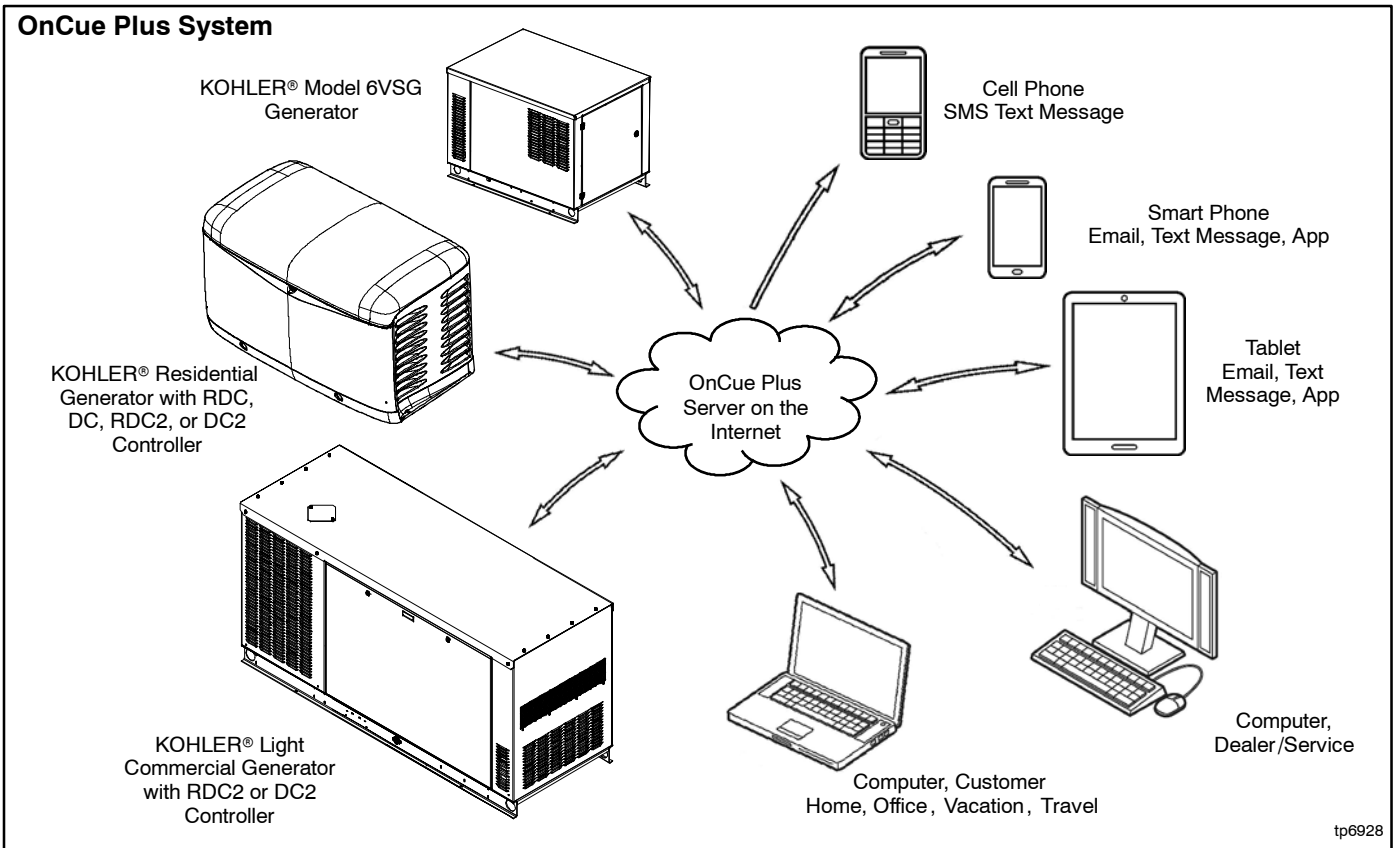 OnCue Plus System
KOHLER® Model 6VSG
Generator
Cell Phone
SMS Text Message
Smart Phone
Email, Text Message, App
KOHLER® Residential
Generator with RDC,
DC, RDC2, or DC2
Controller
OnCue Plus
Server on the
Internet
Tablet
Email, Text
Message, App
KOHLER® Light
Commercial Generator
with RDC2 or DC2
Controller
Computer, Customer
Home, Office, Vacation, Travel
Computer,
Dealer/Service
tp6928